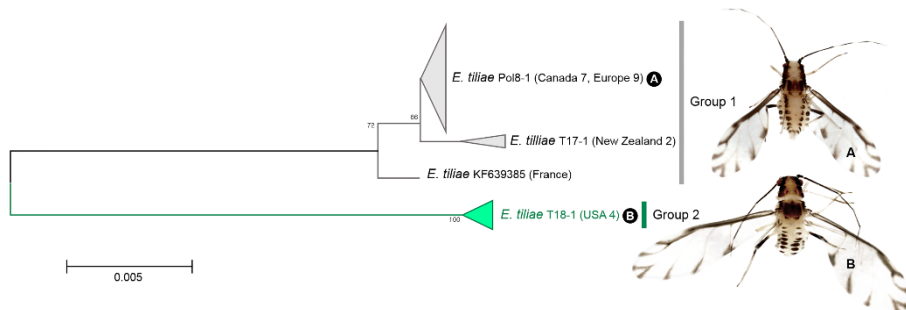 E. tiliae Pol8-1 (Canada 7, Europe 9) A
Group 1
72
66
E. tilliae T17-1 (New Zealand 2)
A
E. tiliae KF639385 (France)
E. tiliae T18-1 (USA 4) B
Group 2
100
B
0.005